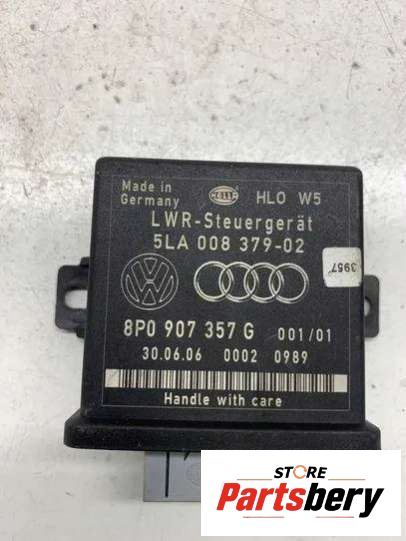 Made in
Germany
HELLA
HLO W5
LWR-Steuergerät
5LA 008 379-02
3957
8P0 907 357 G 001/01
30.06.06 0002 0989
Handle with care
STORE
Partsbery